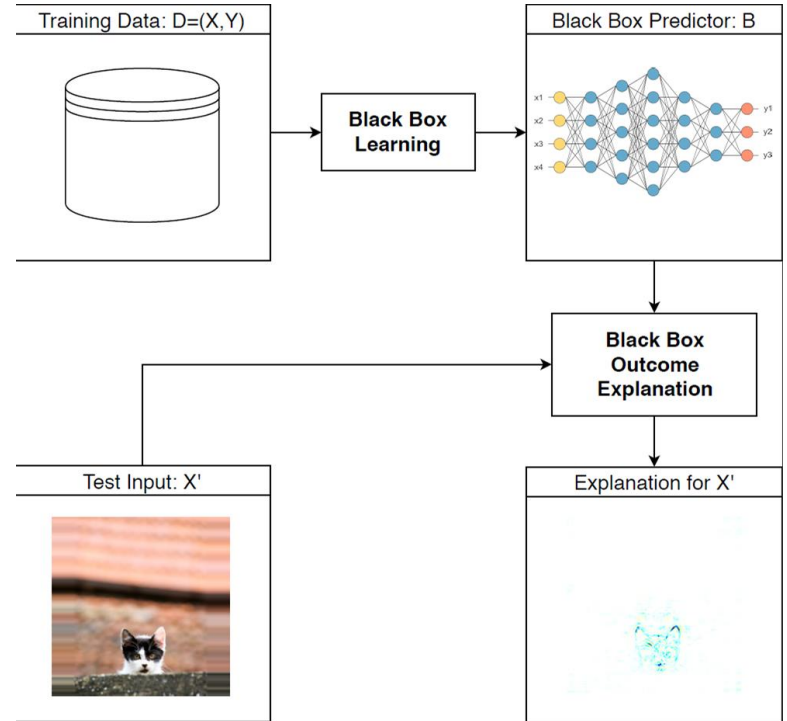 Training Data: D=(X,Y)
Black Box Predictor: B
Black Box
Learning
x1
x2
x3
x4
y1
y2
y3
Black Box
Outcome
Explanation
Test Input: X'
Explanation for X'